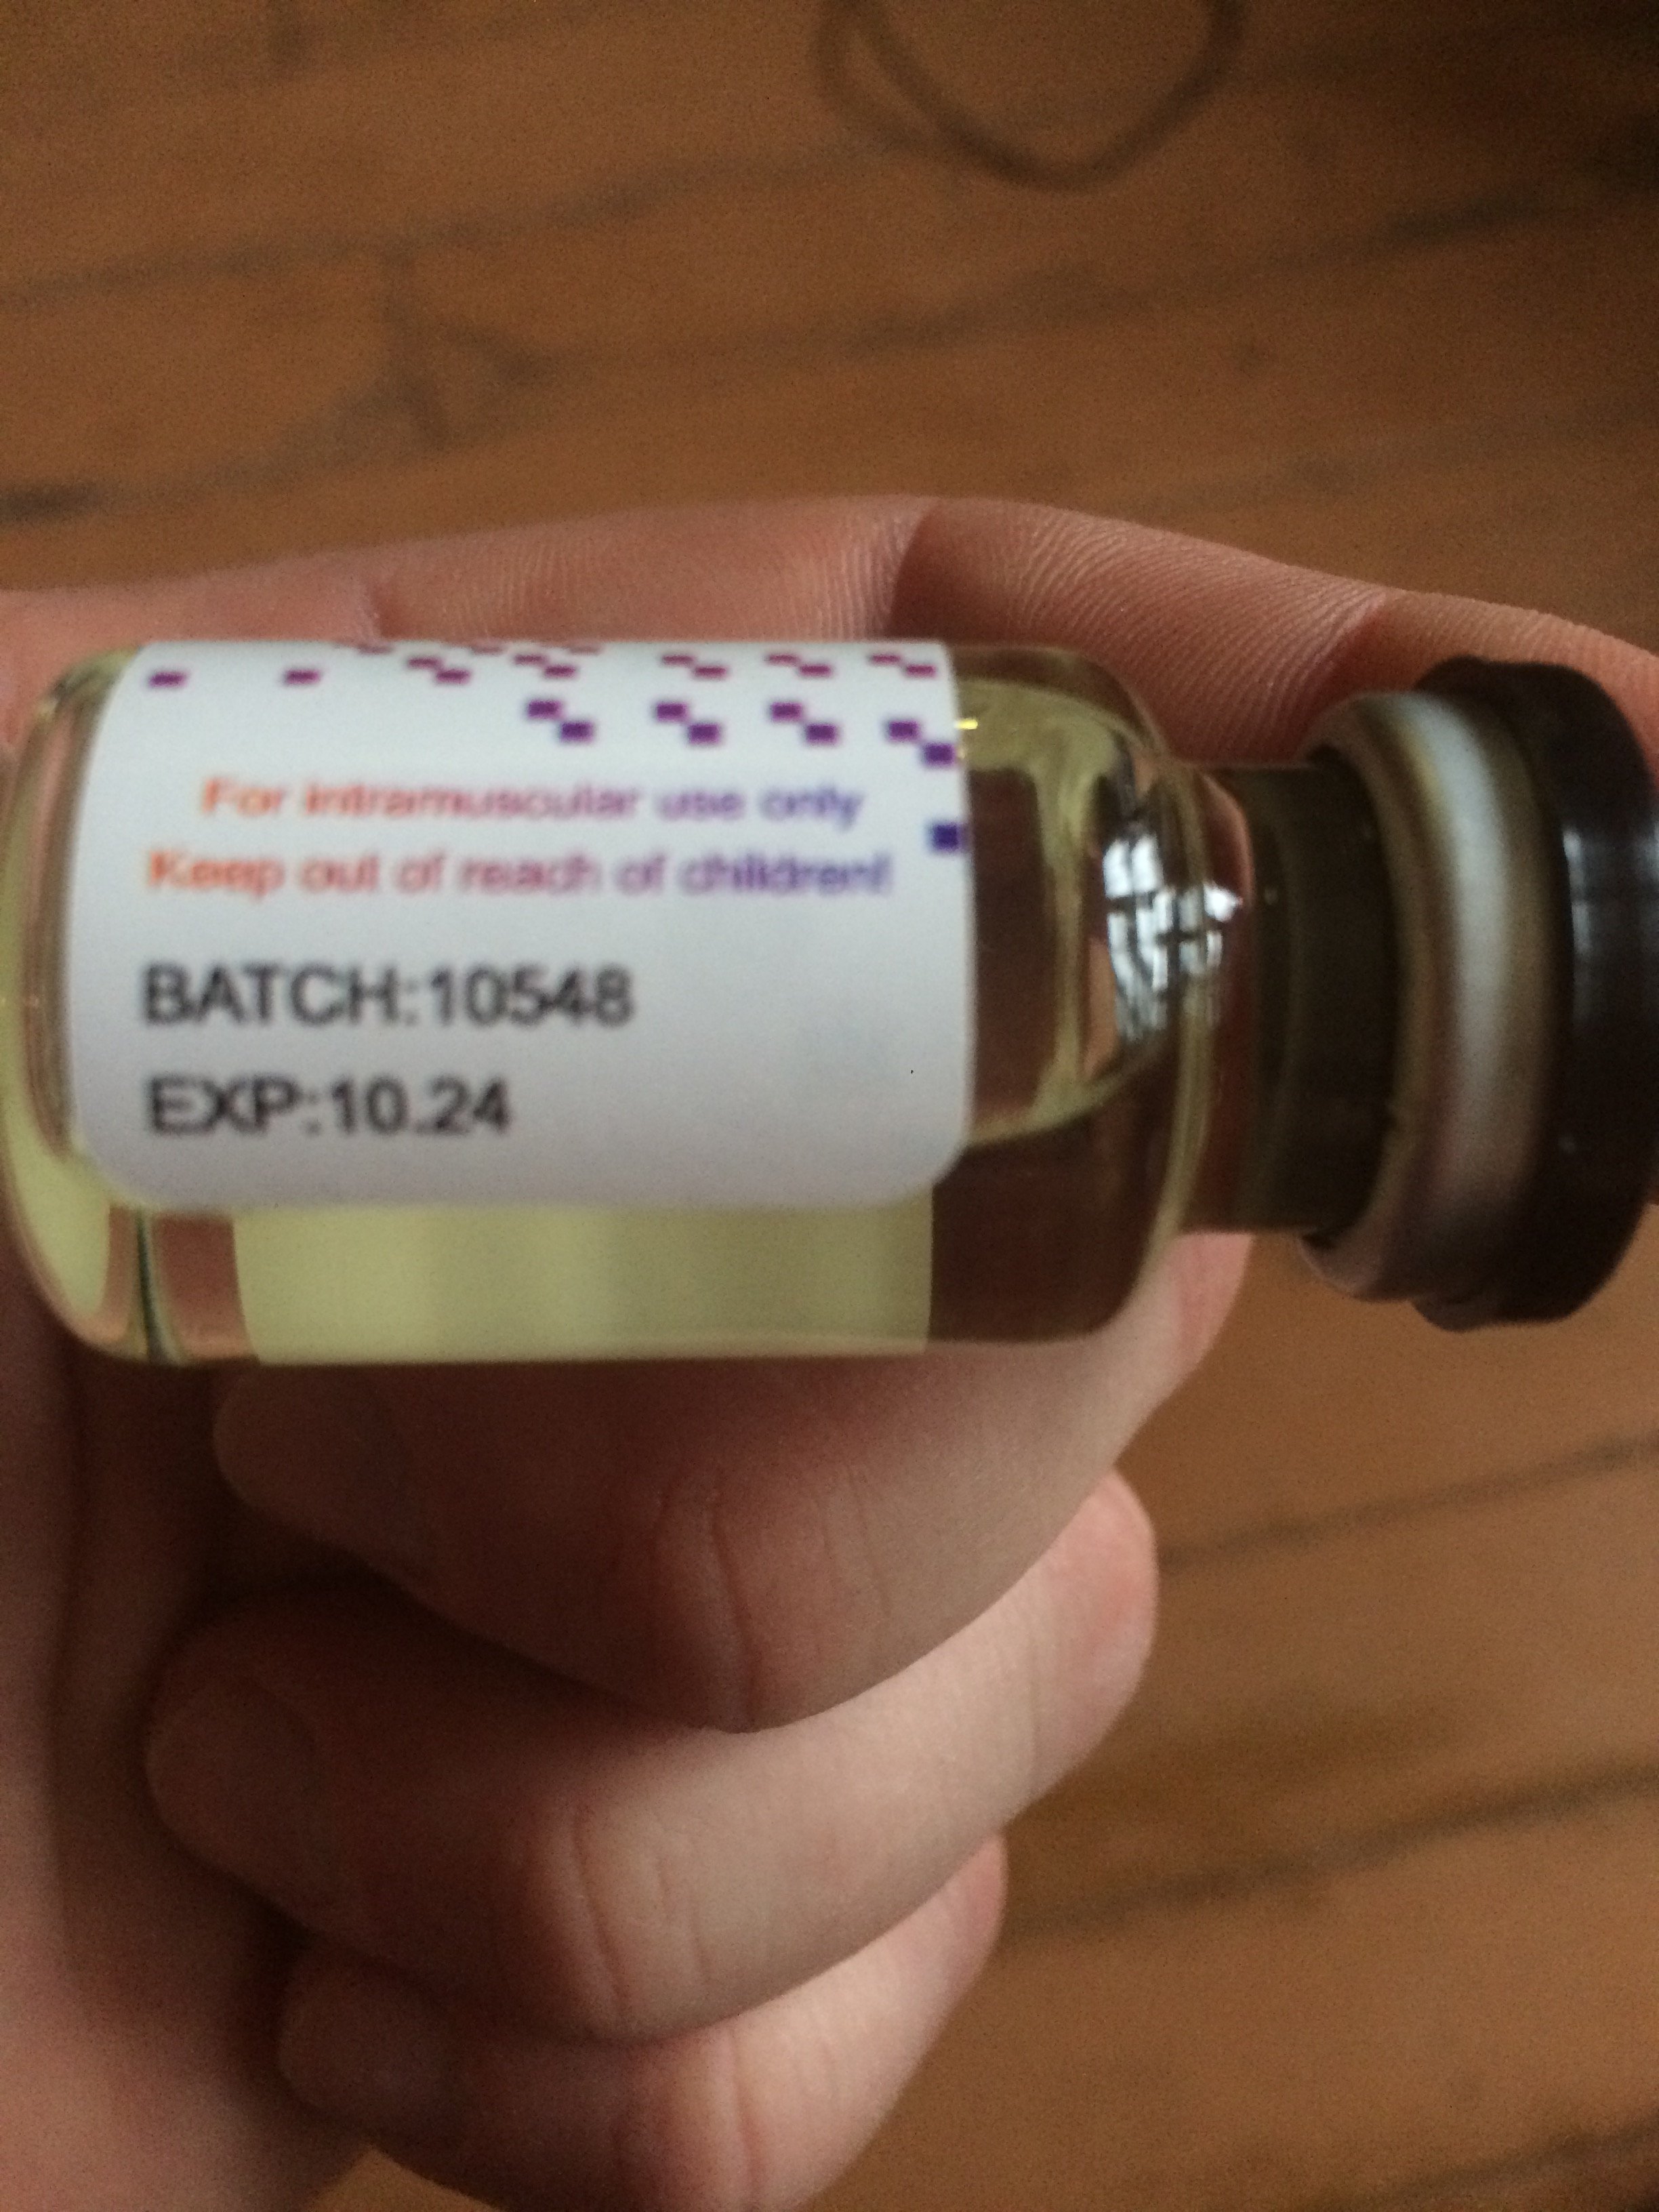 For intramuscular use only
Keep out of reach of children!
BATCH:10548
EXP:10.24